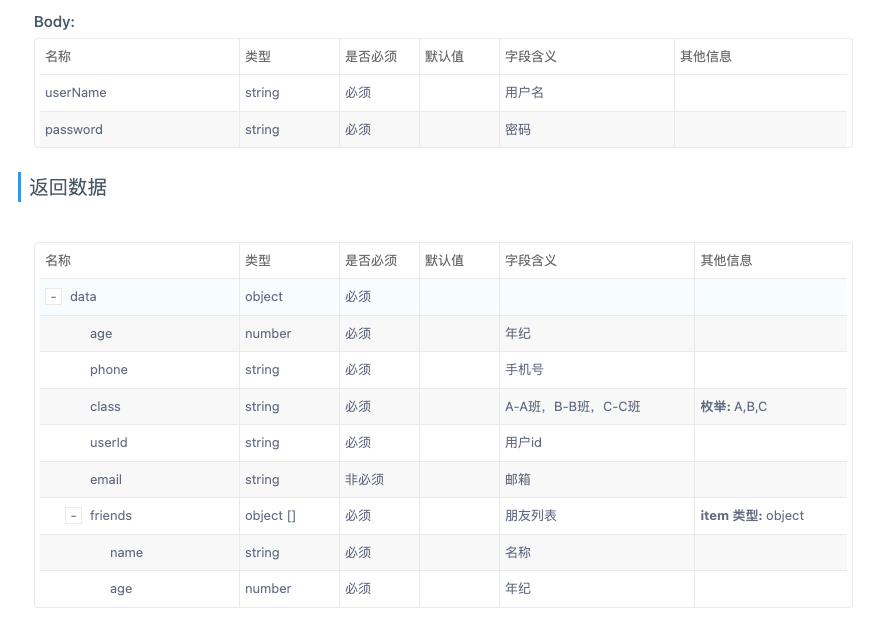 Body:
名称 类型 是否必须 默认值 字段含义 其他信息
userName string 必须 用户名
password string 必须 密码
返回数据
名称 类型 是否必须 默认值 字段含义 其他信息
- data object 必须
age number 必须 年纪
phone string 必须 手机号
class string 必须 A-A班，B-B班，C-C班 枚举: A,B,C
userId string 必须 用户id
email string 非必须 邮箱
- friends object [] 必须 朋友列表 item 类型: object
name string 必须 名称
age number 必须 年纪